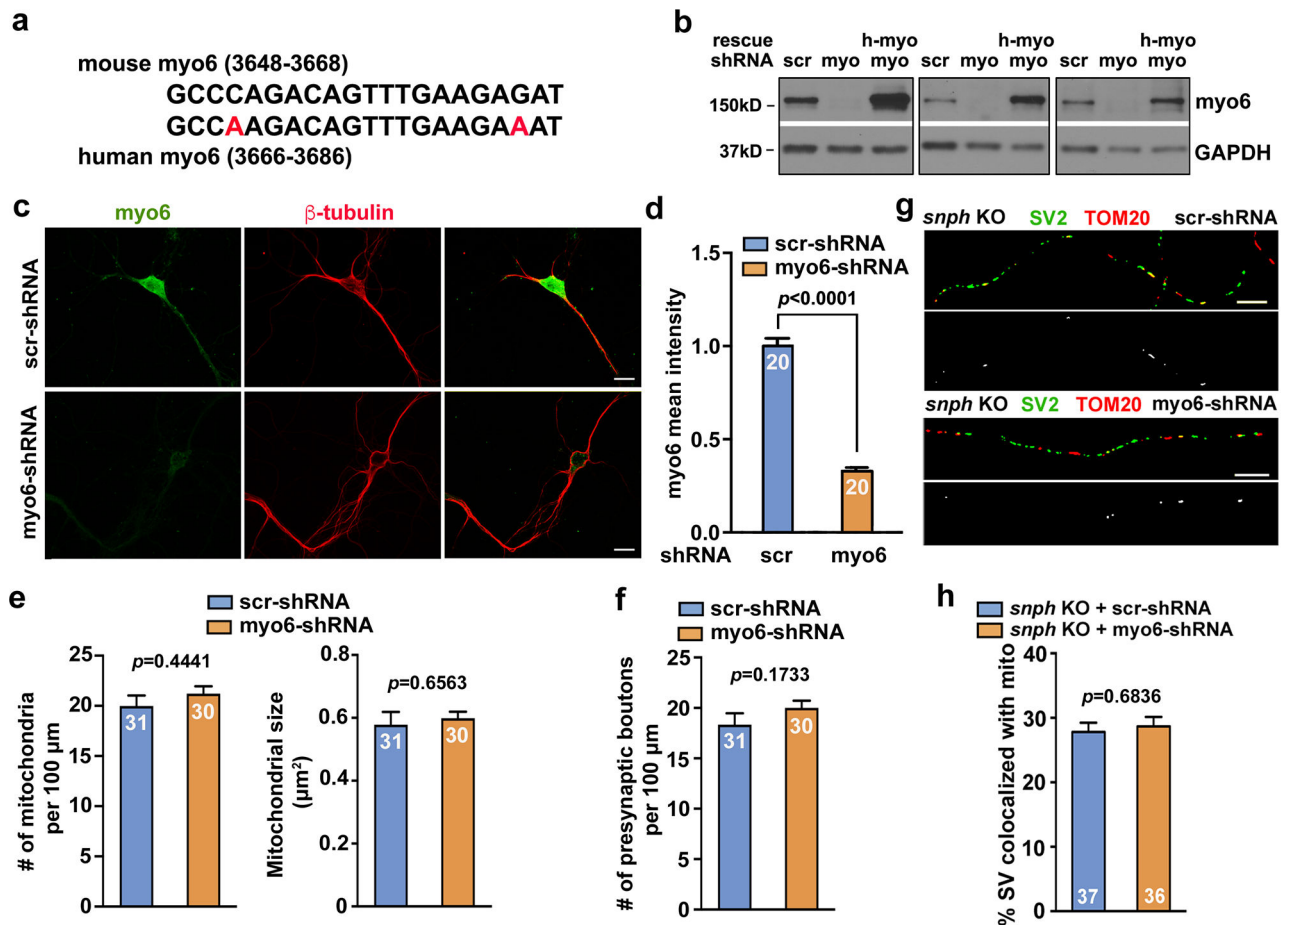 a
mouse myo6 (3648-3668)
GCCCAGACAGTTTGAAGAGAT
GCCAAGACAGTTTGAAGAAAT
human myo6 (3666-3686)
b
rescue h-myo h-myo h-myo
shRNA scr myo myo scr myo myo scr myo myo
150kD
myo6
37kD
GAPDH
c
myo6 β-tubulin
scr-shRNA
myo6-shRNA
d
scr-shRNA
myo6-shRNA
p<0.0001
myo6 mean intensity
1.5
1.0
0.5
0.0
20
20
shRNA scr myo6
g
snph KO SV2 TOM20 scr-shRNA
snph KO SV2 TOM20 myo6-shRNA
e
scr-shRNA
myo6-shRNA
# of mitochondria
per 100 µm
25
20
15
10
5
0
p=0.4441
31
30
Mitochondrial size
(µm²)
0.8
0.6
0.4
0.2
0
p=0.6563
31
30
f
scr-shRNA
myo6-shRNA
# of presynaptic boutons
per 100 µm
25
20
15
10
5
0
p=0.1733
31
30
h
snph KO + scr-shRNA
snph KO + myo6-shRNA
% SV colocalized with mito
40
30
20
10
0
p=0.6836
37
36